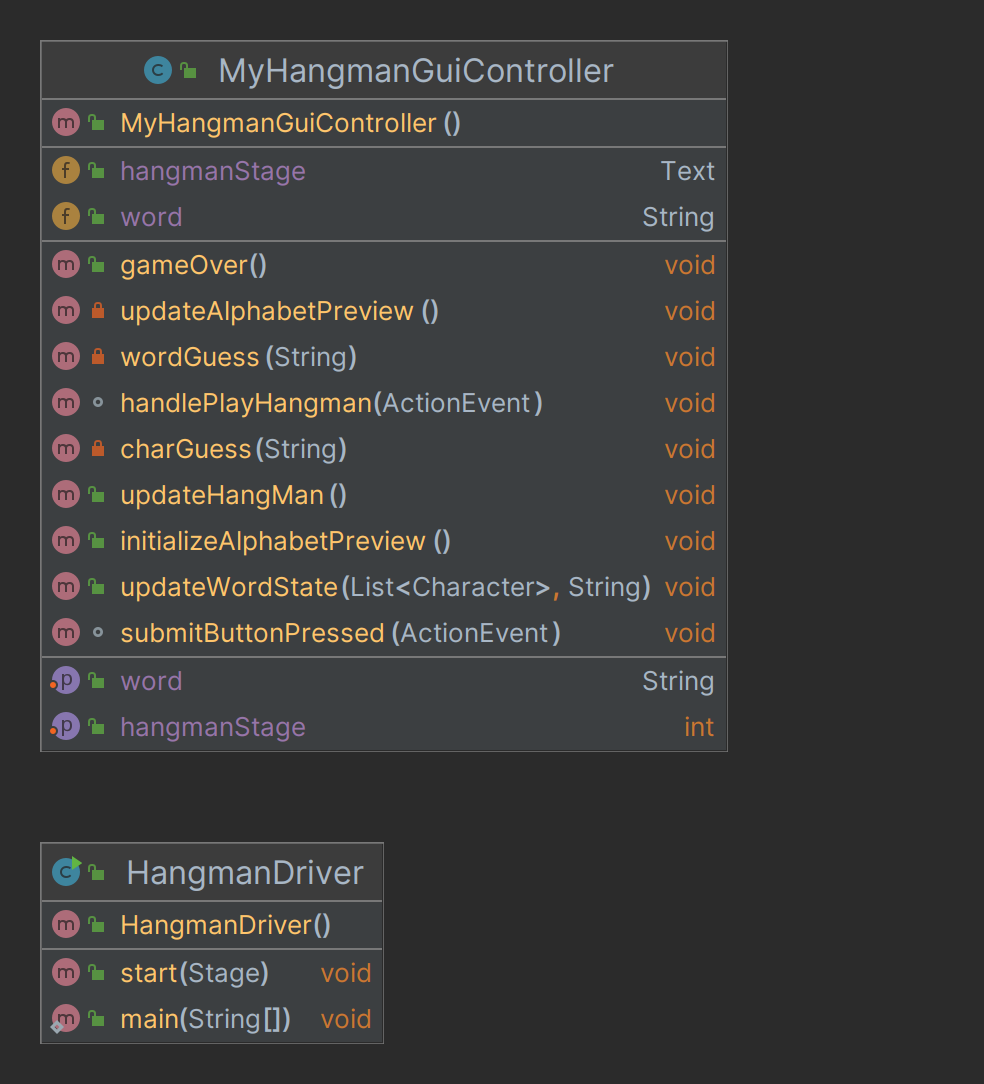 MyHangmanGuiController
MyHangmanGuiController()
hangmanStage Text
word String
gameOver() void
updateAlphabetPreview() void
wordGuess(String) void
handlePlayHangman(ActionEvent) void
charGuess(String) void
updateHangMan() void
initializeAlphabetPreview() void
updateWordState(List<Character>, String) void
submitButtonPressed(ActionEvent) void
word String
hangmanStage int
HangmanDriver
HangmanDriver()
start(Stage) void
main(String[]) void